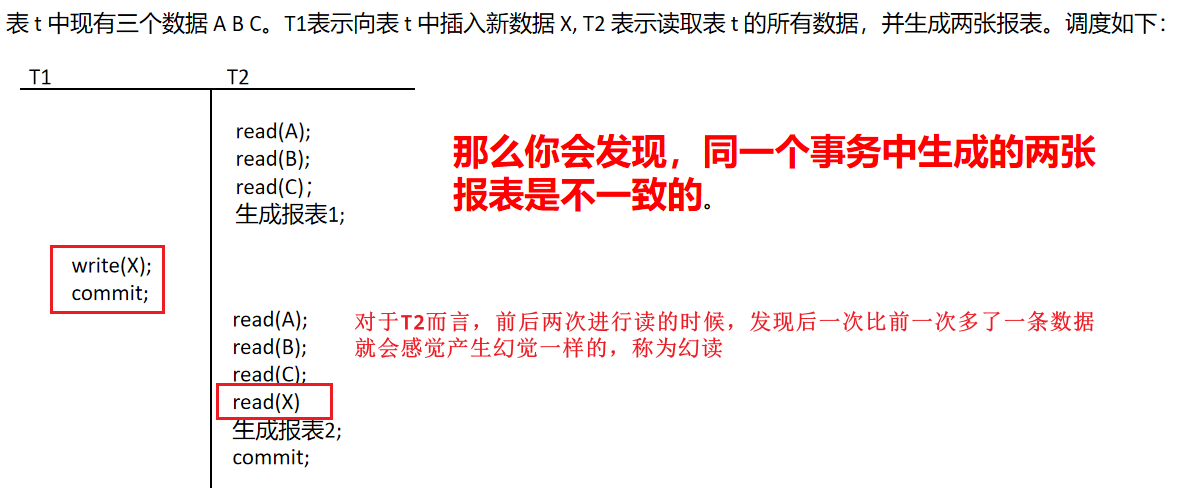 表 t 中现有三个数据 A B C。T1表示向表 t 中插入新数据 X, T2 表示读取表 t 的所有数据，并生成两张报表。调度如下：
T1 T2
read(A);
read(B);
read(C);
生成报表1;
那么你会发现，同一个事务中生成的两张
报表是不一致的。
write(X);
commit;
read(A);
read(B);
read(C);
read(X)
生成报表2;
commit;
对于T2而言，前后两次进行读的时候，发现后一次比前一次多了一条数据
就会感觉产生幻觉一样的，称为幻读